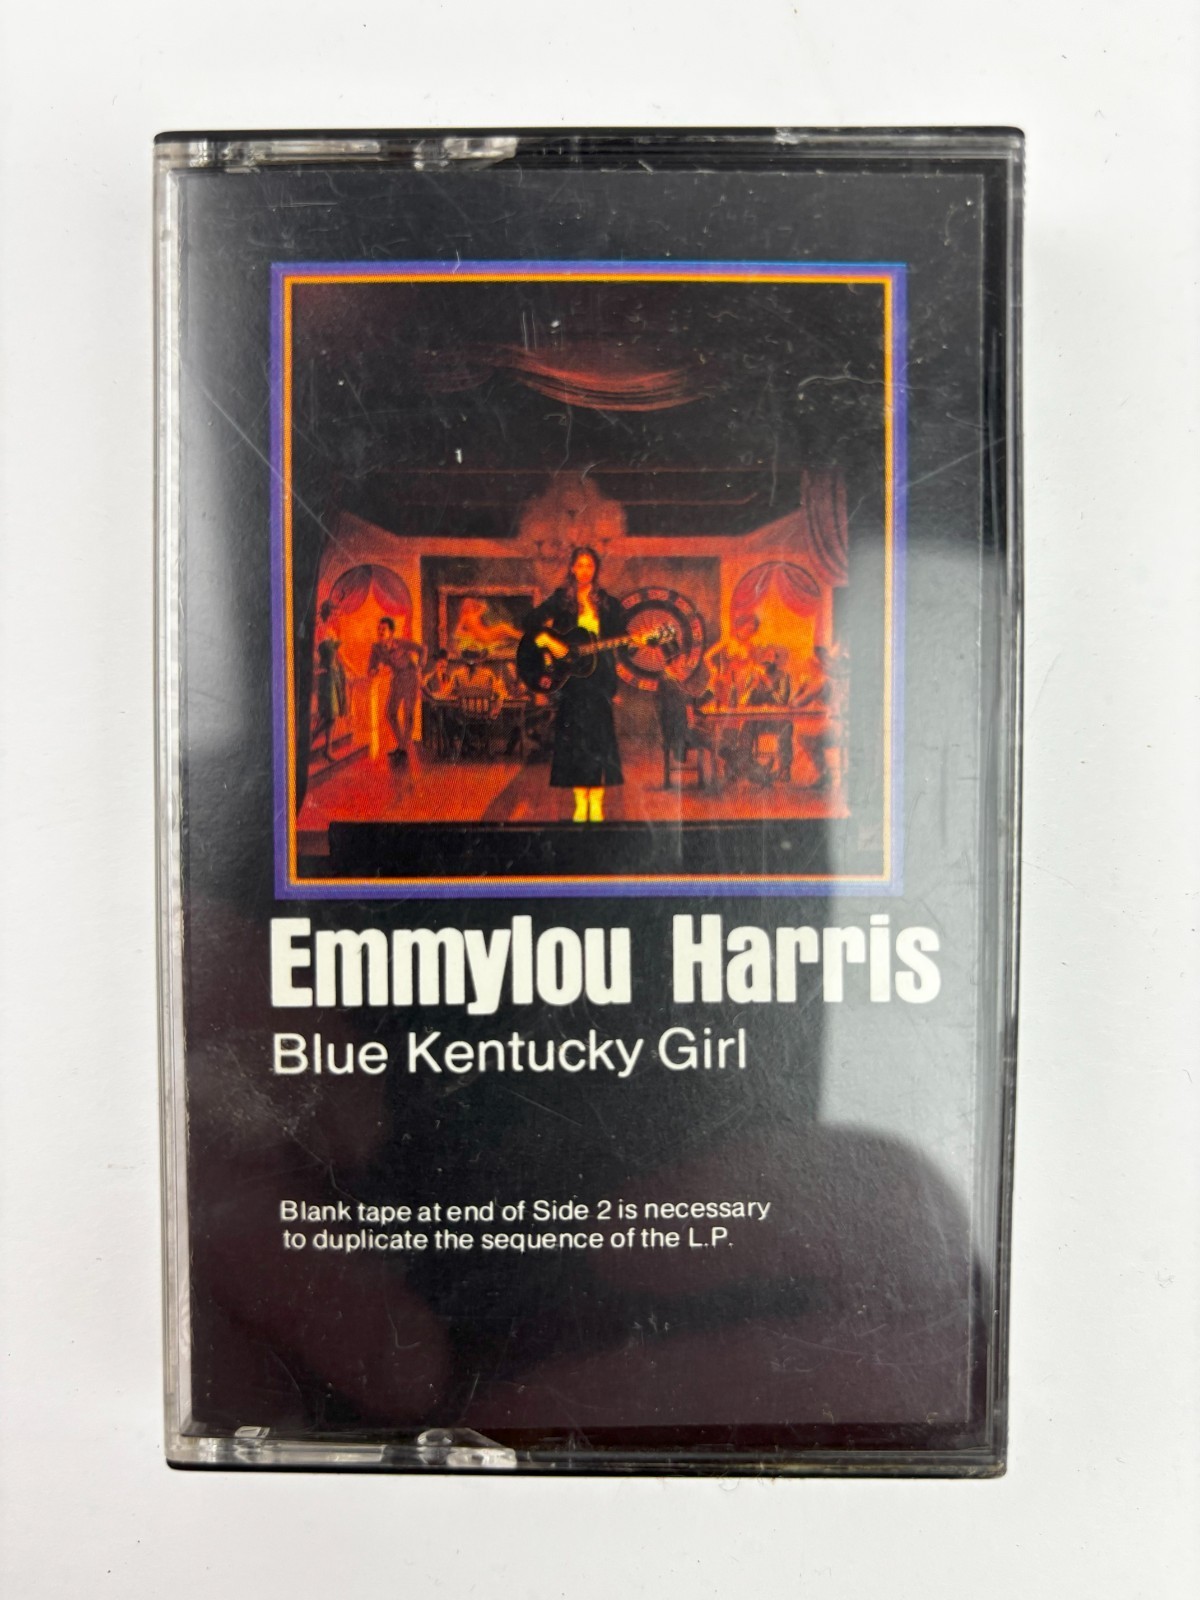 Emmylou Harris
Blue Kentucky Girl
Blank tape at end of Side 2 is necessary
to duplicate the sequence of the L.P.